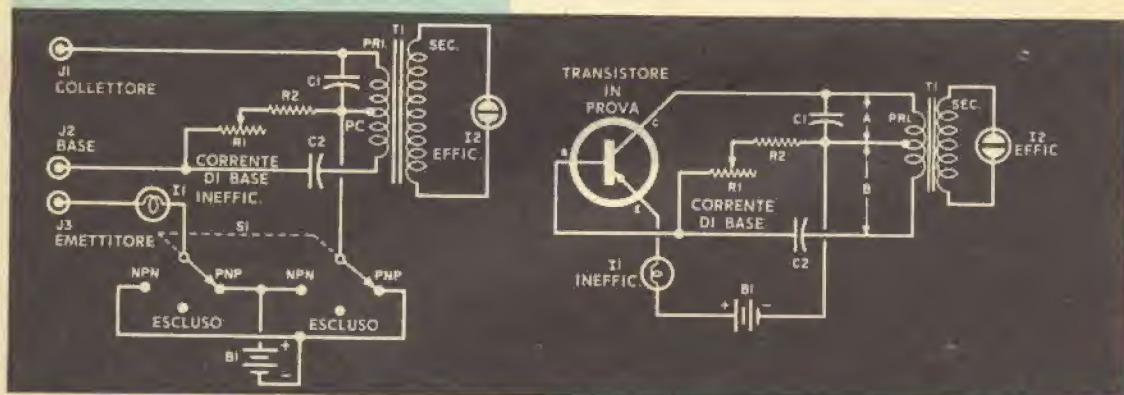 J1
COLLETTORE
J2
BASE
J3
EMETTITORE
I1
R1
R2
CORRENTE
DI BASE
INEFFIC.
C1
C2
PC
PRI.
T1
SEC.
I2
EFFIC.
S1
NPN
PNP
NPN
PNP
ESCLUSO
ESCLUSO
B1
+
-
TRANSISTORE
IN
PROVA
C
B
E
R1
R2
CORRENTE
DI BASE
C1
A
B
PRI.
T1
SEC.
I2
EFFIC
C2
I1
INEFFIC.
B1
+
-